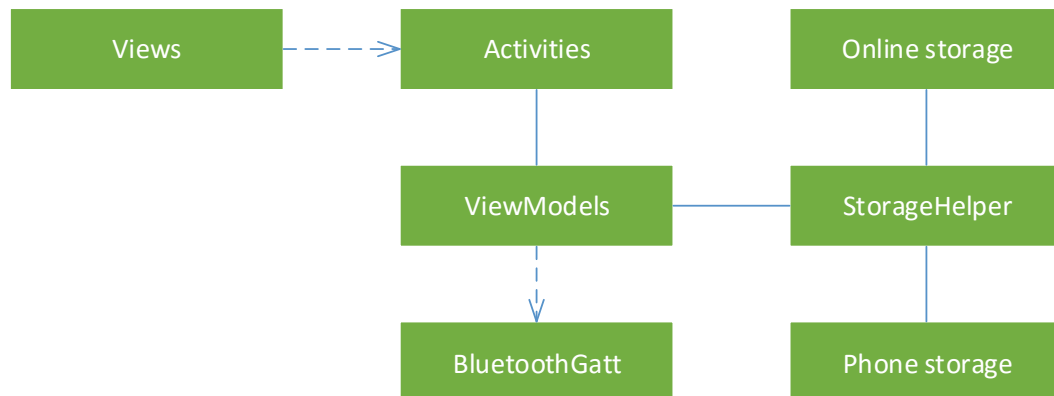 Views
Activities
Online storage
ViewModels
StorageHelper
BluetoothGatt
Phone storage